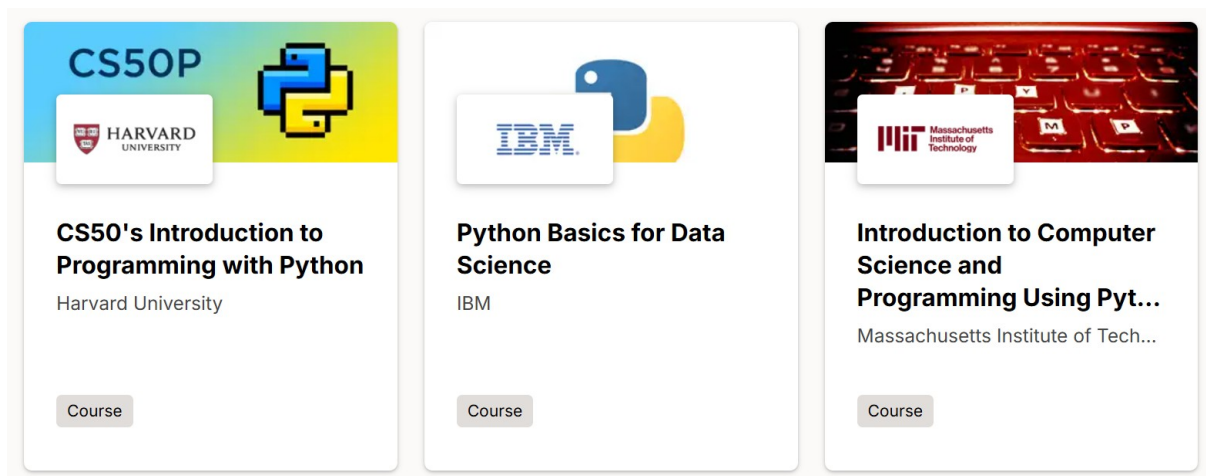 CS50P
HARVARD
UNIVERSITY
CS50's Introduction to
Programming with Python
Harvard University
Course
IBM.
Python Basics for Data
Science
IBM
Course
P
M
P
Massachusetts
Institute of
Technology
Introduction to Computer
Science and
Programming Using Pyt...
Massachusetts Institute of Tech...
Course